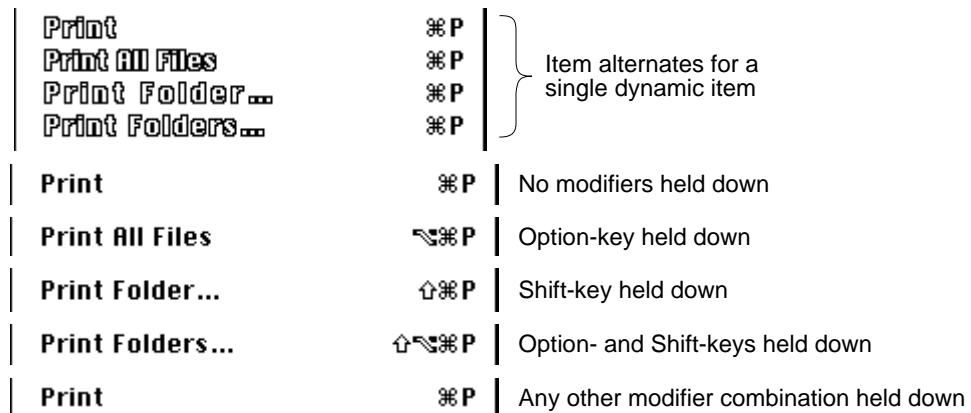 Print ⌘P
Print All Files ⌘P
Print Folder... ⌘P
Print Folders... ⌘P
Item alternates for a
single dynamic item
Print ⌘P No modifiers held down
Print All Files ⌥⌘P Option-key held down
Print Folder... ⇧⌘P Shift-key held down
Print Folders... ⇧⌥⌘P Option- and Shift-keys held down
Print ⌘P Any other modifier combination held down